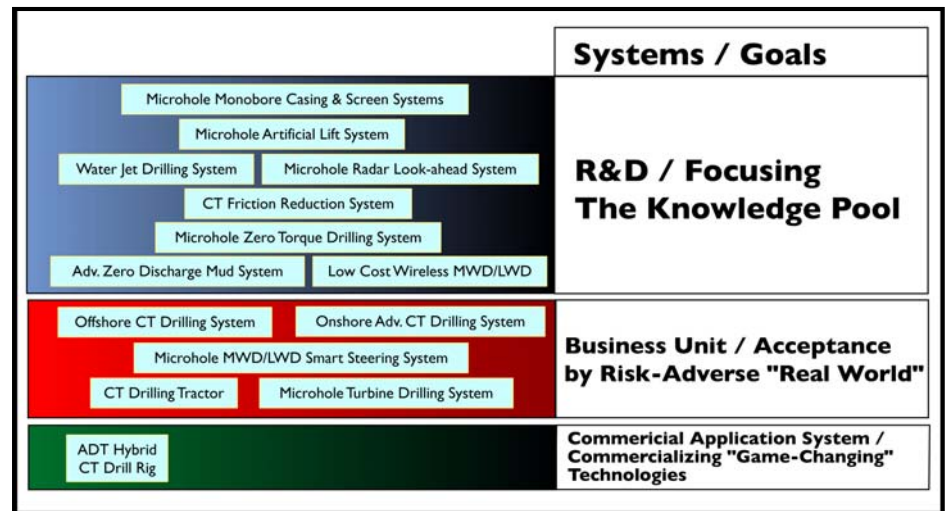 Systems / Goals
Microhole Monobore Casing & Screen Systems
Microhole Artificial Lift System
Water Jet Drilling System
Microhole Radar Look-ahead System
CT Friction Reduction System
Microhole Zero Torque Drilling System
Adv. Zero Discharge Mud System
Low Cost Wireless MWD/LWD
R&D / Focusing
The Knowledge Pool
Offshore CT Drilling System
Onshore Adv. CT Drilling System
Microhole MWD/LWD Smart Steering System
CT Drilling Tractor
Microhole Turbine Drilling System
Business Unit / Acceptance
by Risk-Adverse "Real World"
ADT Hybrid
CT Drill Rig
Commericial Application System /
Commercializing "Game-Changing"
Technologies